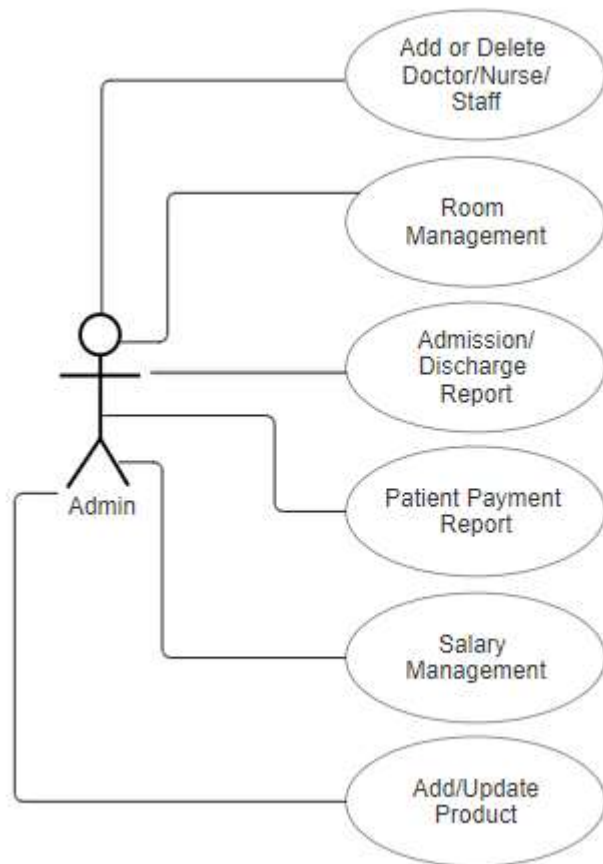 Add or Delete
Doctor/Nurse/
Staff
Room
Management
Admission/
Discharge
Report
Admin
Patient Payment
Report
Salary
Management
Add/Update
Product